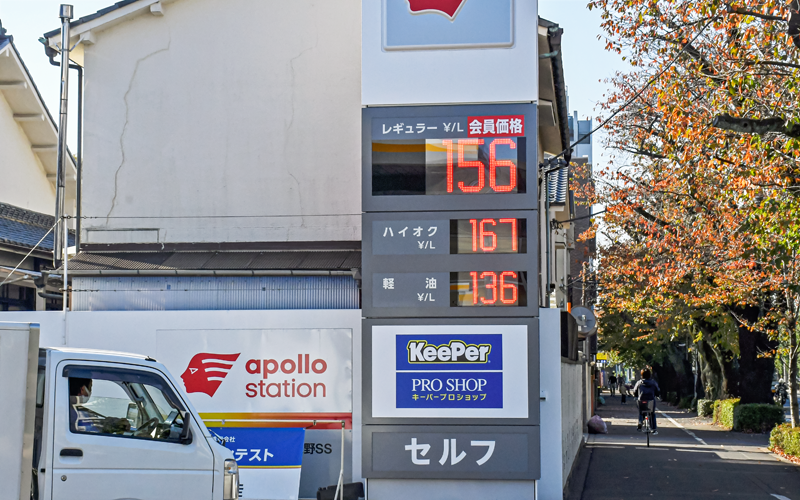 レギュラー ¥/L 会員価格
156
ハイオク ¥/L 167
軽油 ¥/L 136
KeePer
PRO SHOP
キーパープロショップ
セルフ
apollo
station
野SS
テスト